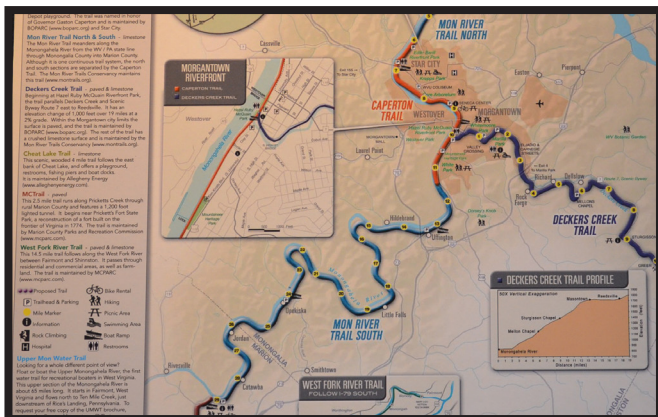 Depot playground. The trail was named in honor
of Governor Gaston Caperton and is maintained by
BOPARC (www.boparc.org) and Star City.
Mon River Trail North & South - limestone
The Mon River Trail meanders along the
Monongahela River from the WV / PA state line
through Monongalia County into Marion County.
Although it is one continuous trail system, the north
and south sections are separated by the Caperton
Trail. The Mon River Trails Conservancy maintains
this trail (www.montrails.org).
Deckers Creek Trail - paved & limestone
Beginning at Hazel Ruby McQuain Riverfront Park,
the trail parallels Deckers Creek and Scenic
Byway Route 7 east to Reedsville. It has an
elevation change of 1,000 feet over 19 miles at a
2% grade. Within the Morgantown city limits the
surface is paved, and the trail is maintained by
BOPARC (www.boparc.org). The rest of the trail has
a crushed limestone surface and is maintained by the
Mon River Trails Conservancy (www.montrails.org).
Cheat Lake Trail - limestone
This scenic, wooded 4 mile trail follows the east
bank of Cheat Lake, and offers a playground,
restrooms, fishing piers and boat docks.
It is maintained by Allegheny Energy
(www.alleghenyenergy.com).
MCTrail - paved
This 2.5 mile trail runs along Pricketts Creek through
rural Marion County and features a 1,200 foot
lighted tunnel. It begins near Prickett's Fort State
Park, a reconstruction of a fort built on the
frontier of Virginia in 1774. The trail is maintained
by Marion County Parks and Recreation Commission
(www.mcparc.com).
West Fork River Trail - paved & limestone
This 14.5 mile trail follows along the West Fork River
between Fairmont and Shinnston. It passes through
residential and commercial areas, as well as farm-
land. The trail is maintained by MCPARC
(www.mcparc.com).
Proposed Trail
Trailhead & Parking
Mile Marker
Information
Rock Climbing
Hospital
Bike Rental
Hiking
Picnic Area
Swimming Area
Boat Ramp
Restrooms
Upper Mon Water Trail
Looking for a whole different point of view?
Float or boat the Upper Monongahela River, the first
water trail for recreational boaters in West Virginia.
This upper section of the Monongahela River is
about 65 miles long. It starts in Fairmont, West
Virginia and flows north to Ten Mile Creek, just
downstream of Rice's Landing, Pennsylvania. To
request your free copy of the UMWT brochure,
MORGANTOWN
RIVERFRONT
CAPERTON TRAIL
DECKERS CREEK TRAIL
Westover
Monongahela River
Cassville
MON RIVER
TRAIL NORTH
STAR CITY
CAPERTON
TRAIL
WESTOVER
MORGANTOWN
Easton
Pierpont
Laurel Point
Richard
Dellslow
Rock
Forge
DECKERS CREEK
TRAIL
Hildebrand
Uffington
Monongahela River
Little Falls
MON RIVER
TRAIL SOUTH
Opekiska
Jordan
MONONGALIA
MARION
Smithtown
Rivesville
Catawba
WEST FORK RIVER TRAIL
FOLLOW I-79 SOUTH
DECKERS CREEK TRAIL PROFILE
50X Vertical Exaggeration
Reedsville
Masontown
Sturgisson Chapel
Mellon Chapel
Monongahela River
Distance (miles)